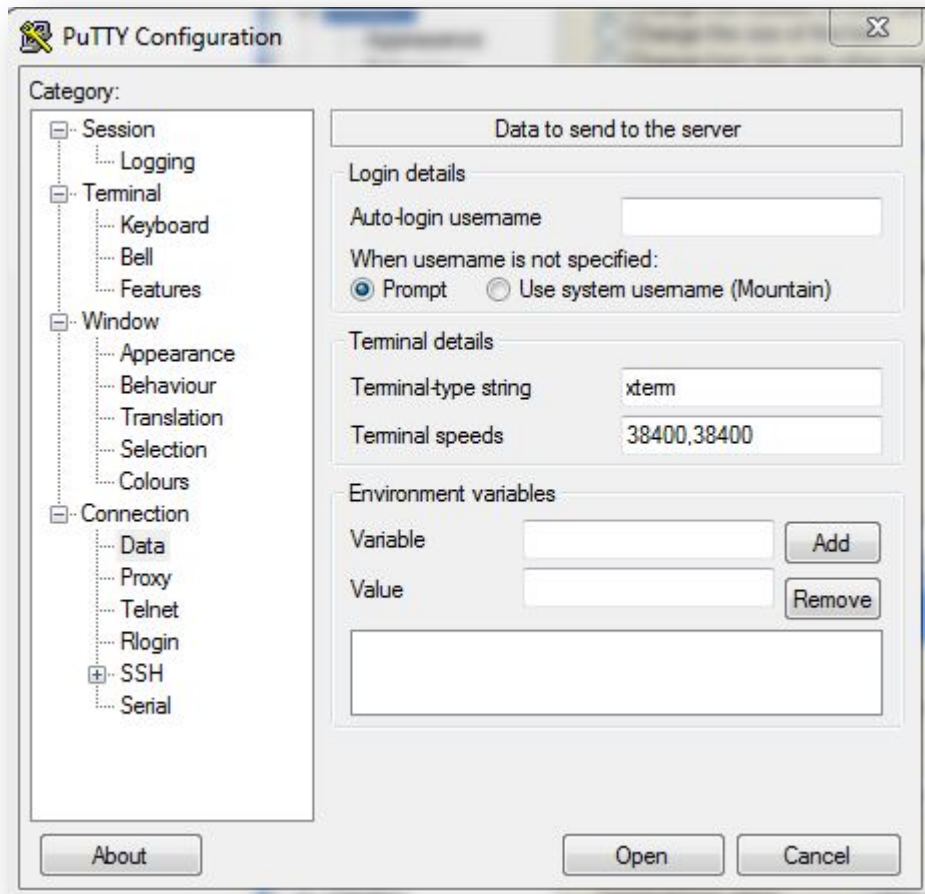 PuTTY Configuration
Category:
Session
Logging
Terminal
Keyboard
Bell
Features
Window
Appearance
Behaviour
Translation
Selection
Colours
Connection
Data
Proxy
Telnet
Rlogin
SSH
Serial
Data to send to the server
Login details
Auto-login username
When username is not specified:
Prompt Use system username (Mountain)
Terminal details
Terminal-type string xterm
Terminal speeds 38400,38400
Environment variables
Variable Add
Value Remove
About Open Cancel